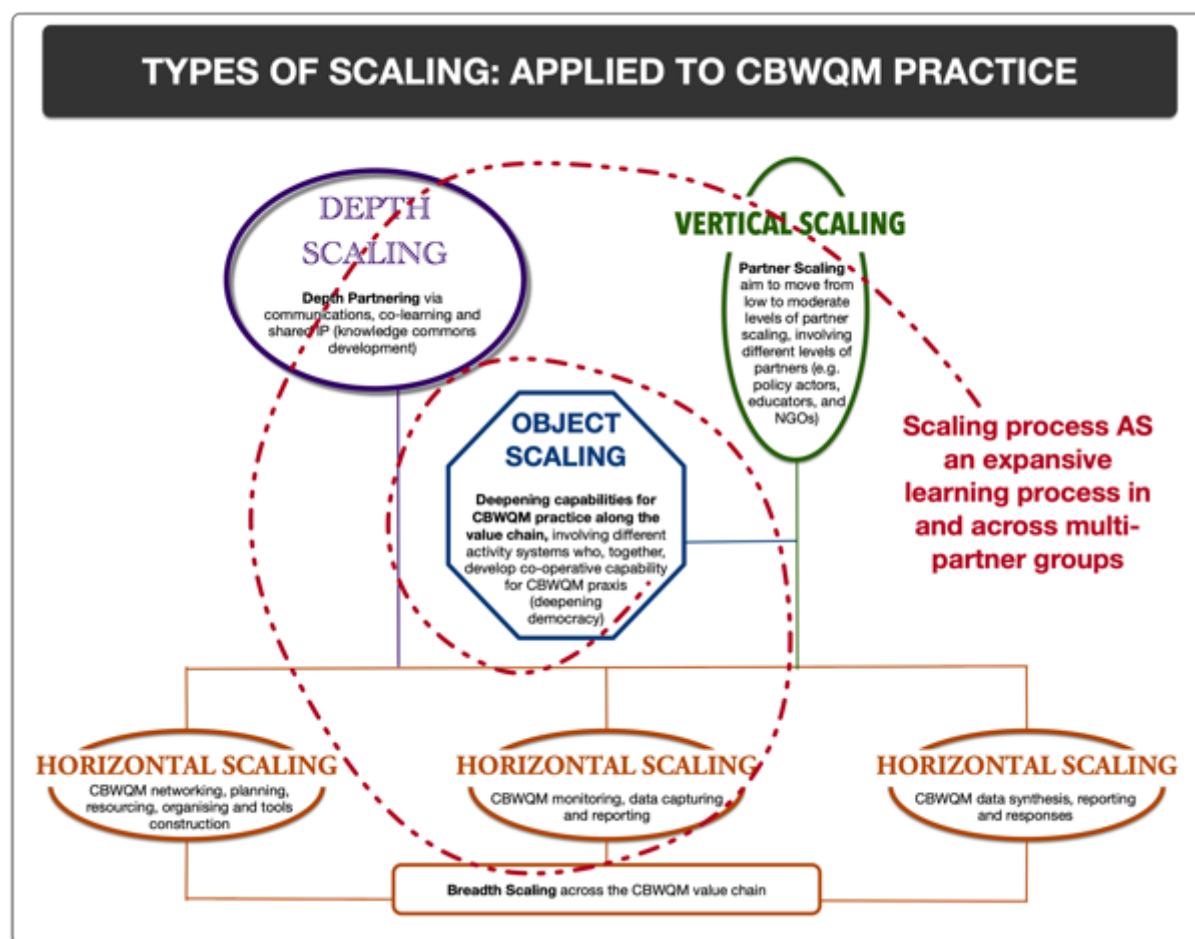 TYPES OF SCALING: APPLIED TO CBWQM PRACTICE
DEPTH
SCALING
Depth Partnering via
communications, co-learning and
shared IP (knowledge commons
development)
VERTICAL SCALING
Partner Scaling
aim to move from
low to moderate
levels of partner
scaling, involving
different levels of
partners (e.g.
policy actors,
educators, and
NGOs)
OBJECT
SCALING
Deepening capabilities for
CBWQM practice along the
value chain, involving different
activity systems who, together,
develop co-operative capability
for CBWQM praxis
(deepening
democracy)
Scaling process AS
an expansive
learning process in
and across multi-
partner groups
HORIZONTAL SCALING
CBWQM networking, planning,
resourcing, organising and tools
construction
HORIZONTAL SCALING
CBWQM monitoring, data capturing
and reporting
HORIZONTAL SCALING
CBWQM data synthesis, reporting
and responses
Breadth Scaling across the CBWQM value chain